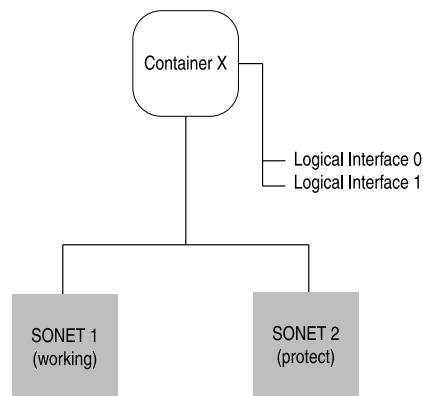 Container X
Logical Interface 0
Logical Interface 1
SONET 1
(working)
SONET 2
(protect)